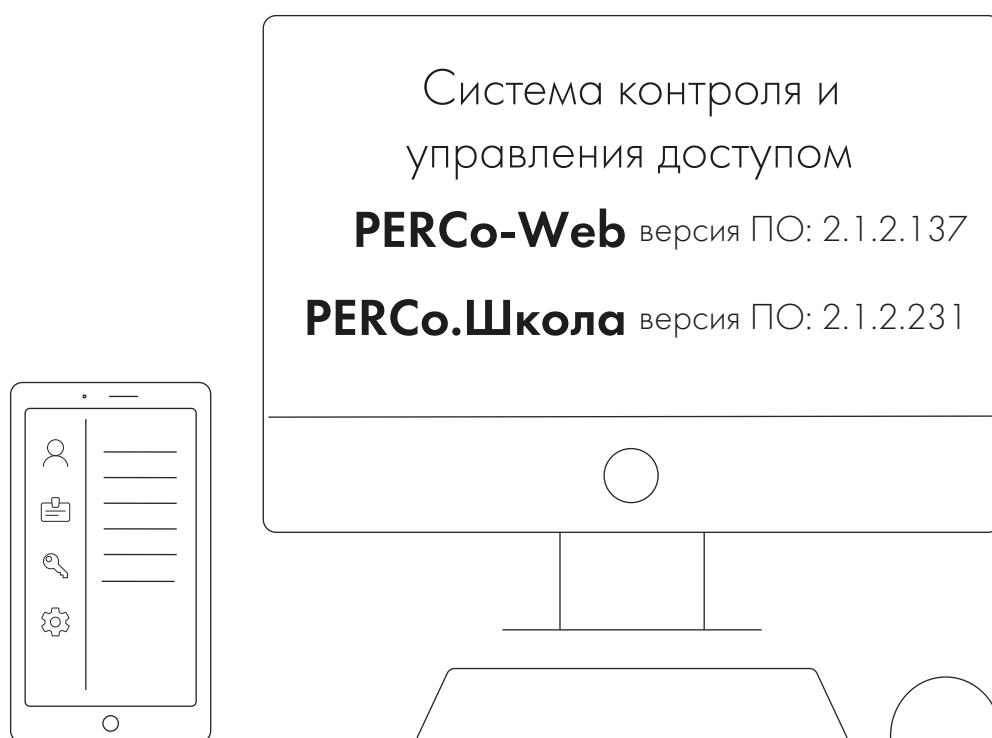 Система контроля и
управления доступом
PERCo-Web версия ПО: 2.1.2.137
PERCo.Школа версия ПО: 2.1.2.231